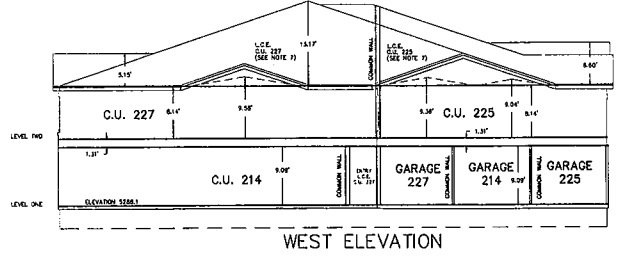 L.C.E.
C.U. 227
(SEE NOTE 7)
15.17'
COMMON WALL
L.C.E.
C.U. 225
(SEE NOTE 7)
5.15'
8.60'
C.U. 227
8.14'
9.58'
9.38'
C.U. 225
9.04'
8.14'
LEVEL TWO
1.31'
1.31'
C.U. 214
9.09'
COMMON WALL
ENTRY
L.C.E.
C.U. 227
GARAGE
227
COMMON WALL
GARAGE
214
9.09'
COMMON WALL
GARAGE
225
LEVEL ONE
ELEVATION 5288.1
WEST ELEVATION